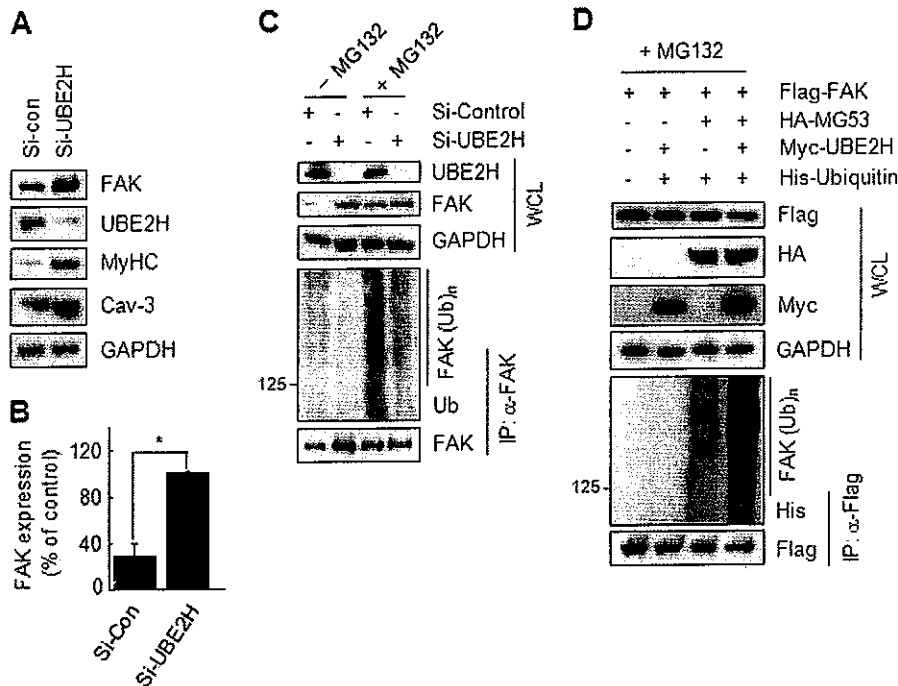 A
Si-con
Si-UBE2H
FAK
UBE2H
MyHC
Cav-3
GAPDH
B
FAK expression
(% of control)
120
80
40
0
*
Si-Con
Si-UBE2H
C
– MG132
+ MG132
+ - + - Si-Control
- + - + Si-UBE2H
UBE2H
FAK
GAPDH
WCL
125
FAK (Ub)n
Ub
FAK
IP: α-FAK
D
+ MG132
+ + + + Flag-FAK
- - + + HA-MG53
- + - + Myc-UBE2H
- + + + His-Ubiquitin
Flag
HA
Myc
GAPDH
WCL
125
FAK (Ub)n
His
Flag
IP: α-Flag